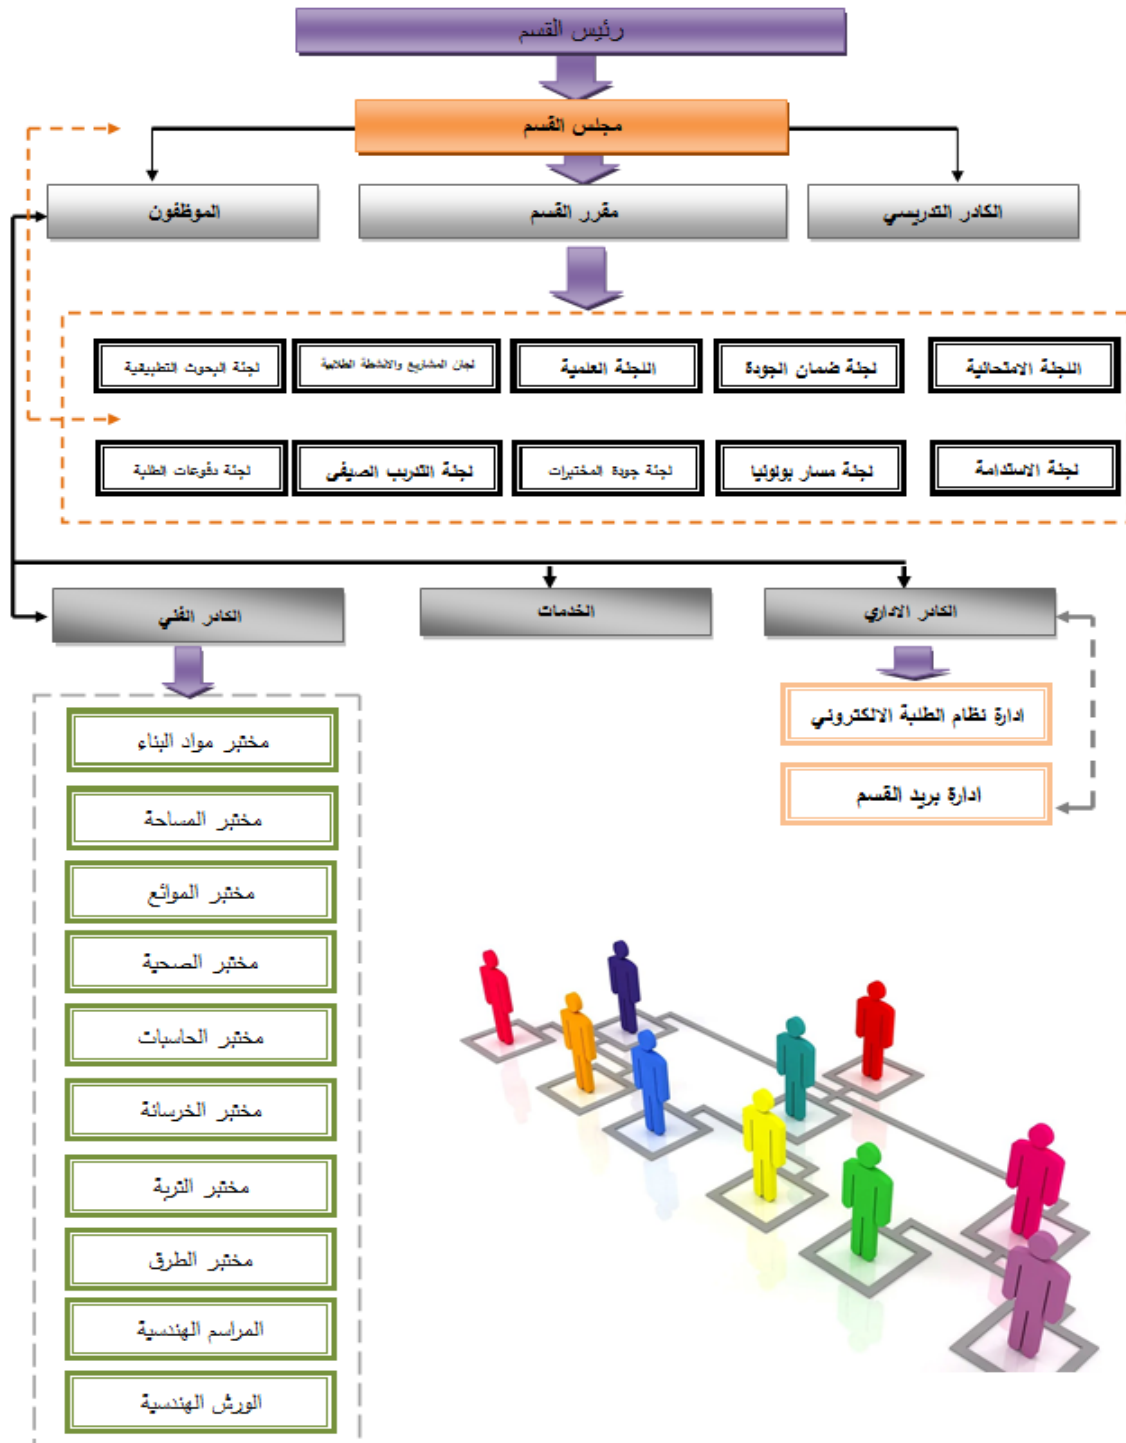 رئيس القسم
مجلس القسم
الكادر التدريسي
مقرر القسم
الموظفون
اللجنة الامتحانية
لجنة ضمان الجودة
اللجنة العلمية
لجان المشاريع والانشطة الطلابية
لجنة البحوث التطبيقية
لجنة الاستدامة
لجنة مسار بولونيا
لجنة جودة المختبرات
لجنة التدريب الصيفي
لجنة دفوعات الطلبة
الكادر الاداري
الخدمات
الكادر الفني
ادارة نظام الطلبة الالكتروني
ادارة بريد القسم
مختبر مواد البناء
مختبر المساحة
مختبر الموائع
مختبر الصحية
مختبر الحاسبات
مختبر الخرسانة
مختبر التربة
مختبر الطرق
المراسم الهندسية
الورش الهندسية